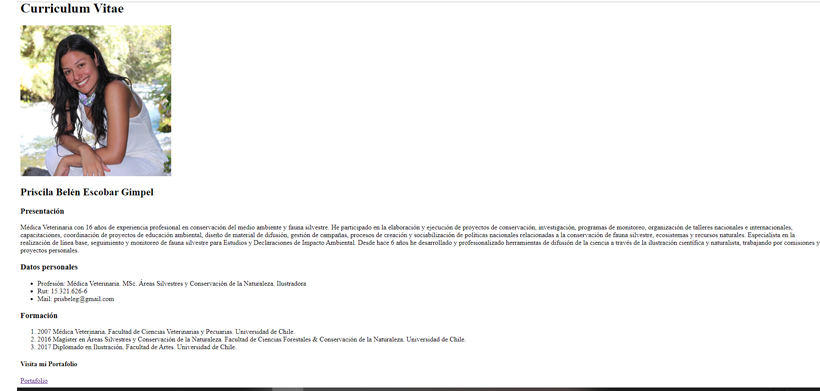 Curriculum Vitae
Priscila Belén Escobar Gimpel
Presentación
Médica Veterinaria con 16 años de experiencia profesional en conservación del medio ambiente y fauna silvestre. He participado en la elaboración y ejecución de proyectos de conservación, investigación, programas de monitoreo, organización de talleres nacionales e internacionales,
capacitaciones, coordinación de proyectos de educación ambiental, diseño de material de difusión, gestión de campañas, procesos de creación y sociabilización de políticas nacionales relacionadas a la conservación de fauna silvestre, ecosistemas y recursos naturales. Especialista en la
realización de línea base, seguimiento y monitoreo de fauna silvestre para Estudios y Declaraciones de Impacto Ambiental. Desde hace 6 años he desarrollado y profesionalizado herramientas de difusión de la ciencia a través de la ilustración científica y naturalista, trabajando por comisiones y
proyectos personales.
Datos personales
• Profesión: Médica Veterinaria. MSc. Áreas Silvestres y Conservación de la Naturaleza. Ilustradora
• Rut: 15.321.626-6
• Mail: prisbeleg@gmail.com
Formación
1. 2007 Médica Veterinaria. Facultad de Ciencias Veterinarias y Pecuarias. Universidad de Chile.
2. 2016 Magíster en Áreas Silvestres y Conservación de la Naturaleza. Facultad de Ciencias Forestales & Conservación de la Naturaleza. Universidad de Chile.
3. 2017 Diplomado en Ilustración. Facultad de Artes. Universidad de Chile.
Visita mi Portafolio
Portafolio